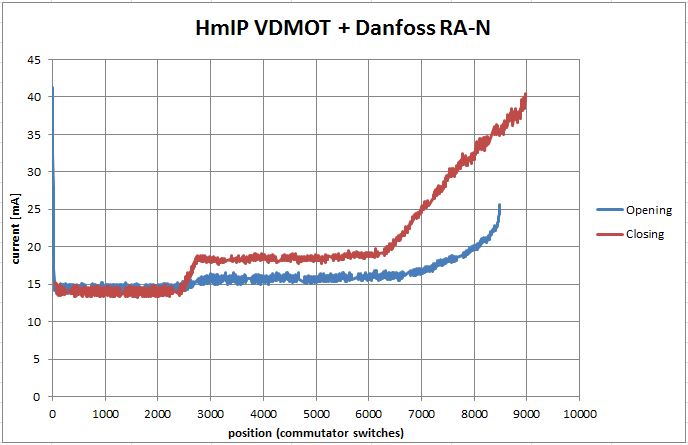 HmIP VDMOT + Danfoss RA-N
45
40
35
30
25
20
15
10
5
0
current [mA]
0 1000 2000 3000 4000 5000 6000 7000 8000 9000 10000
position (commutator switches)
Opening
Closing